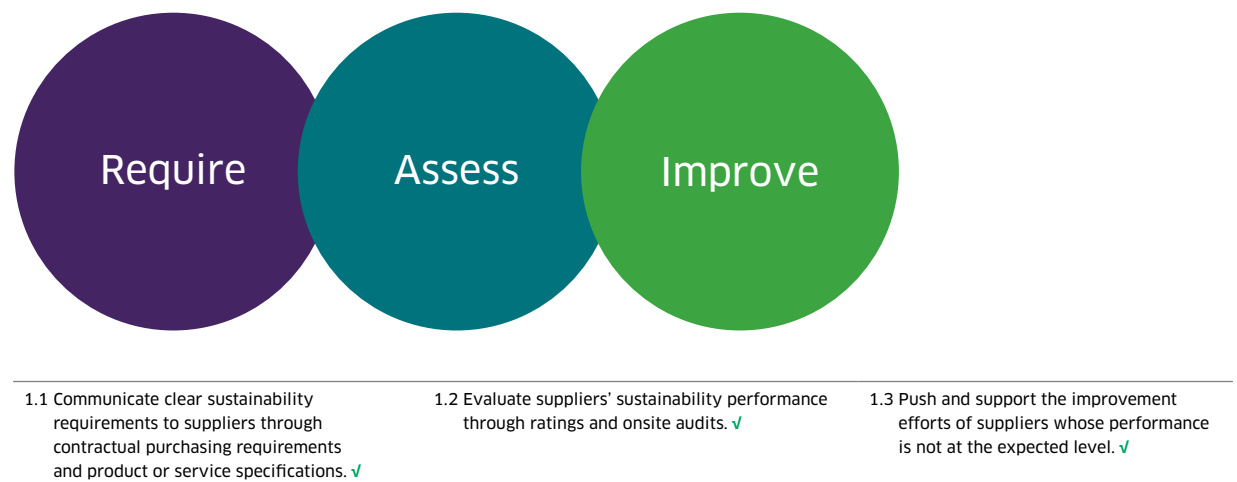 Require
Assess
Improve
1.1 Communicate clear sustainability
requirements to suppliers through
contractual purchasing requirements
and product or service specifications. √
1.2 Evaluate suppliers’ sustainability performance
through ratings and onsite audits. √
1.3 Push and support the improvement
efforts of suppliers whose performance
is not at the expected level. √